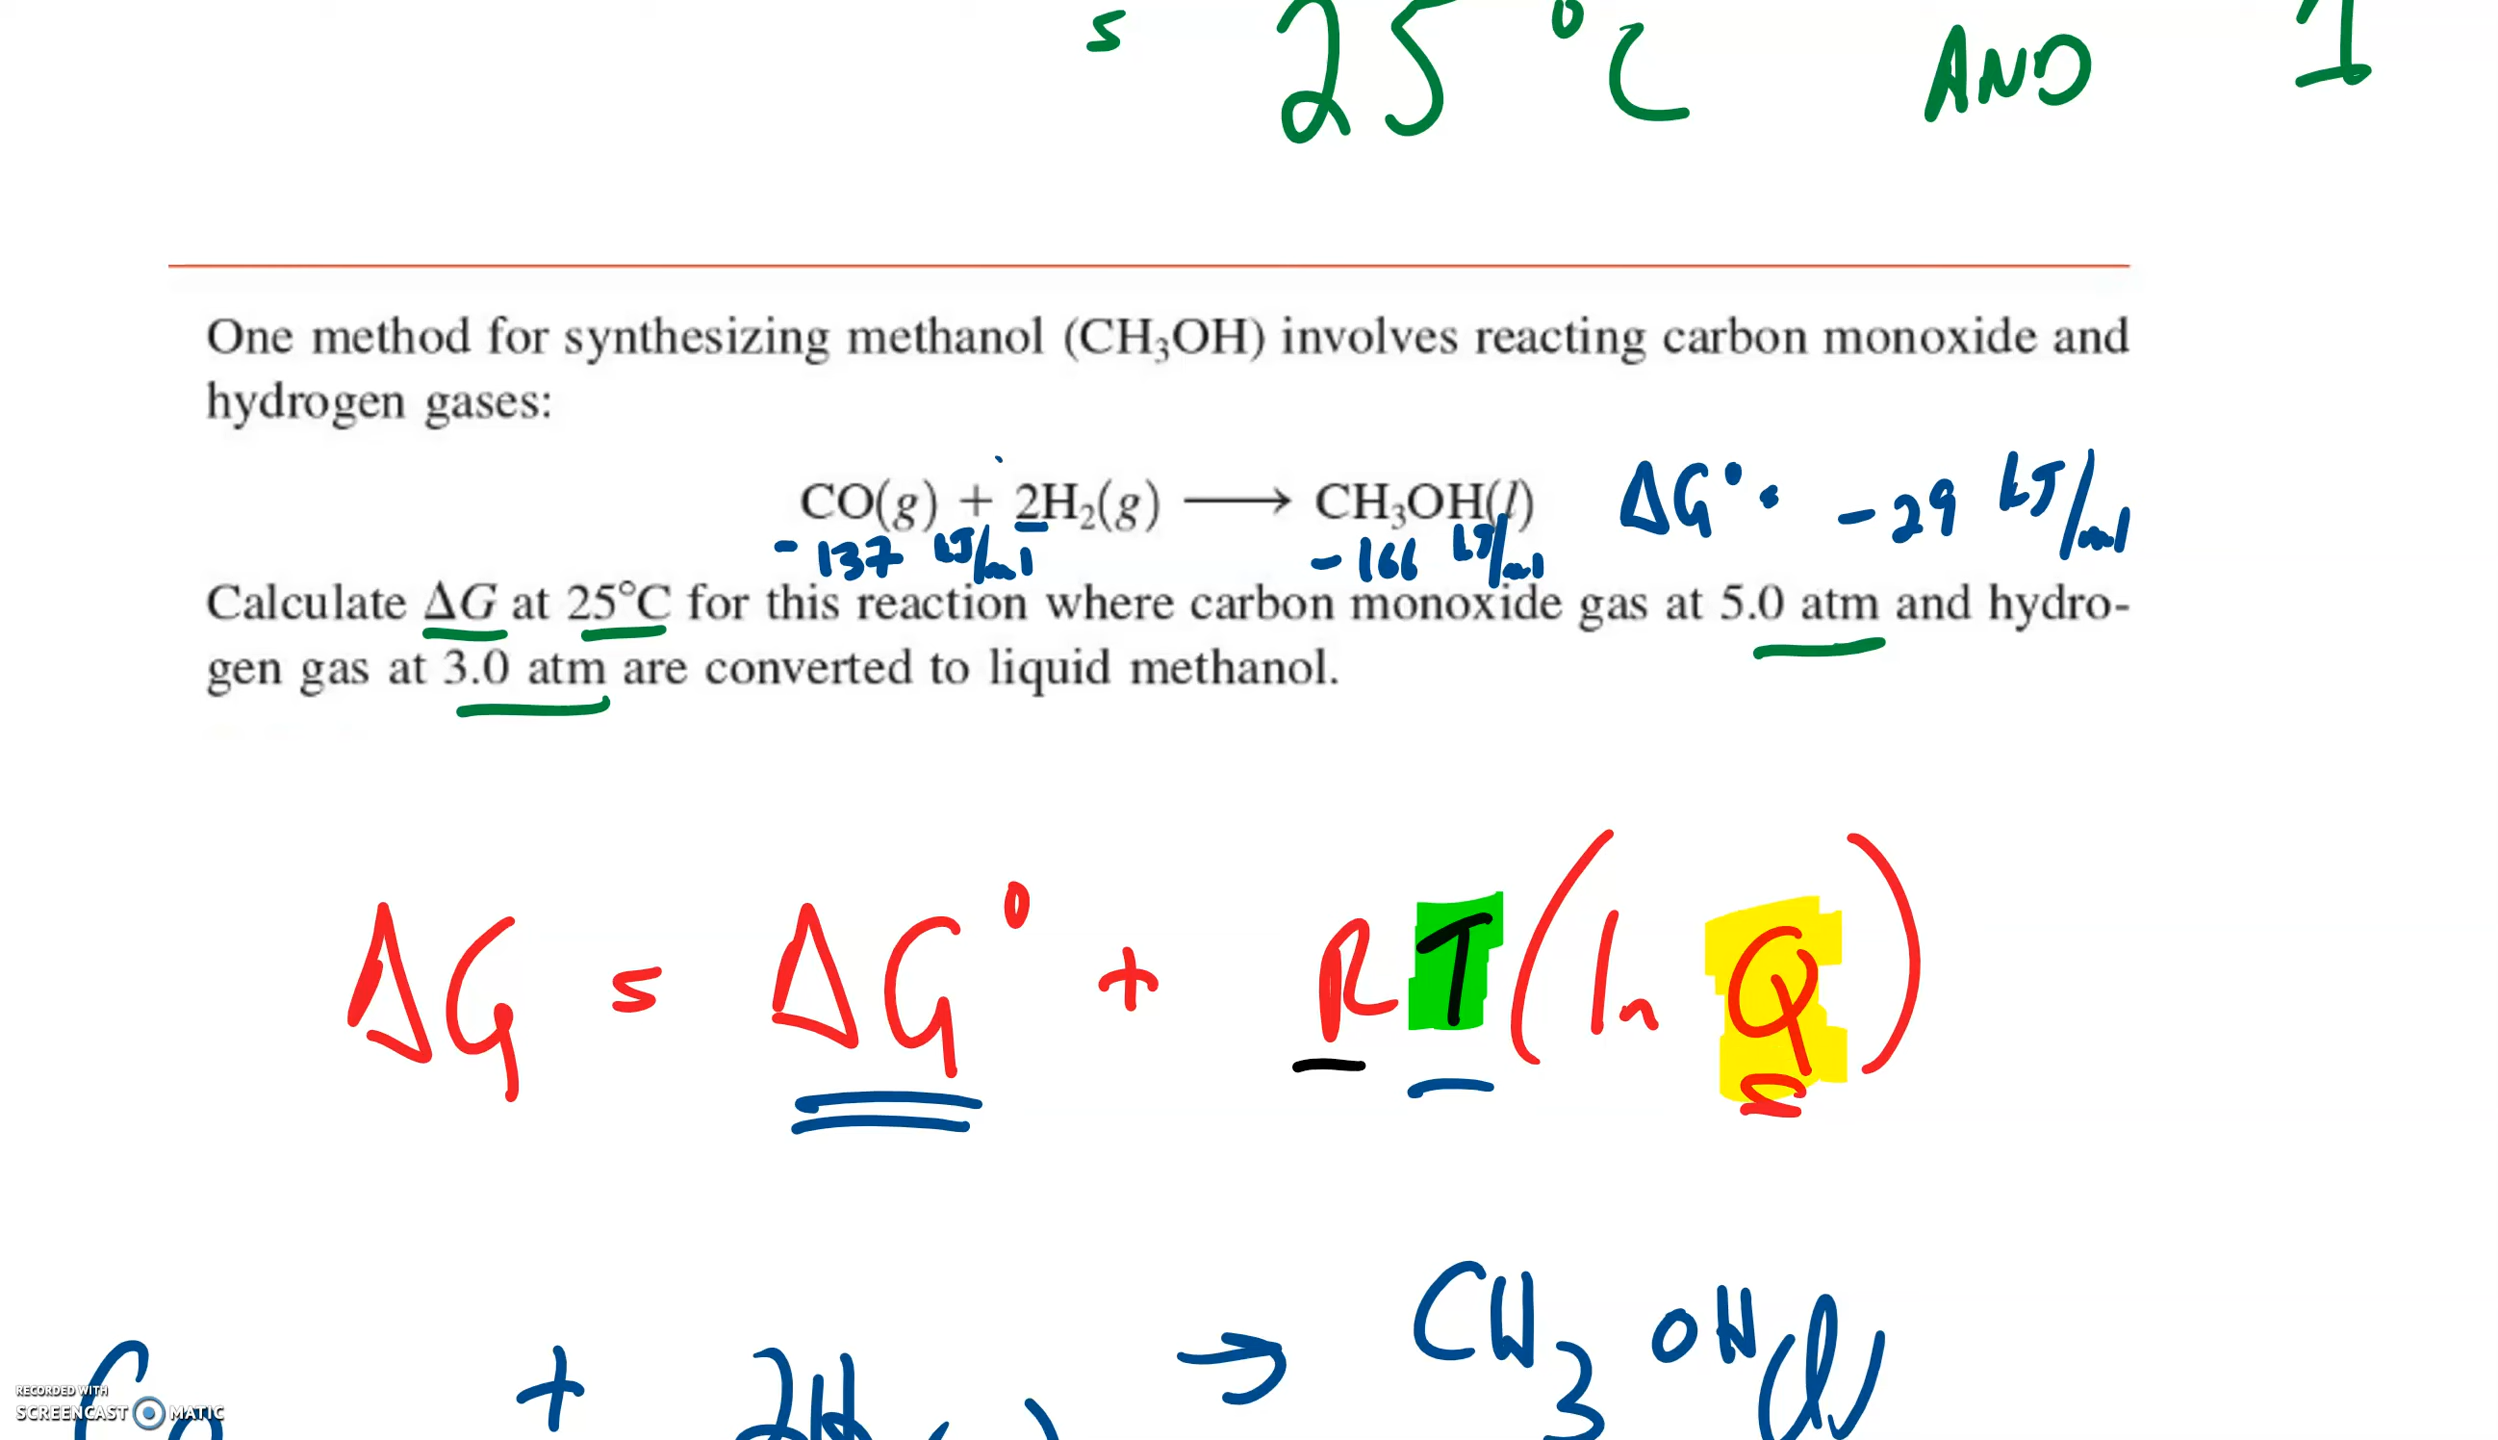 = 25 °C AND 1
One method for synthesizing methanol (CH₃OH) involves reacting carbon monoxide and
hydrogen gases:
CO(g) + 2H₂(g) ⟶ CH₃OH(l) ΔG° = -29 kJ/mol
-137 kJ/mol -166 kJ/mol
Calculate ΔG at 25°C for this reaction where carbon monoxide gas at 5.0 atm and hydro-
gen gas at 3.0 atm are converted to liquid methanol.
ΔG = ΔG° + RT(ln Q)
CO + 2H → CH₃OH(l)
RECORDED WITH
SCREENCAST MATIC